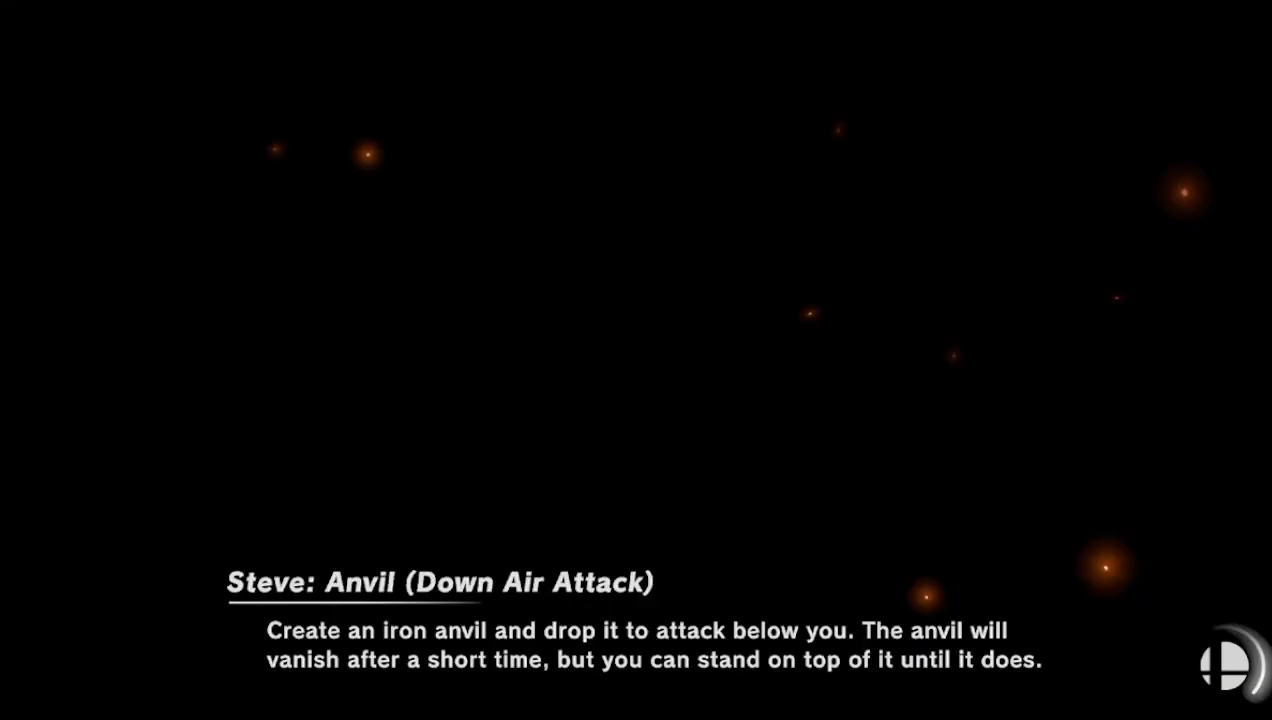 Steve: Anvil (Down Air Attack)
Create an iron anvil and drop it to attack below you. The anvil will
vanish after a short time, but you can stand on top of it until it does.